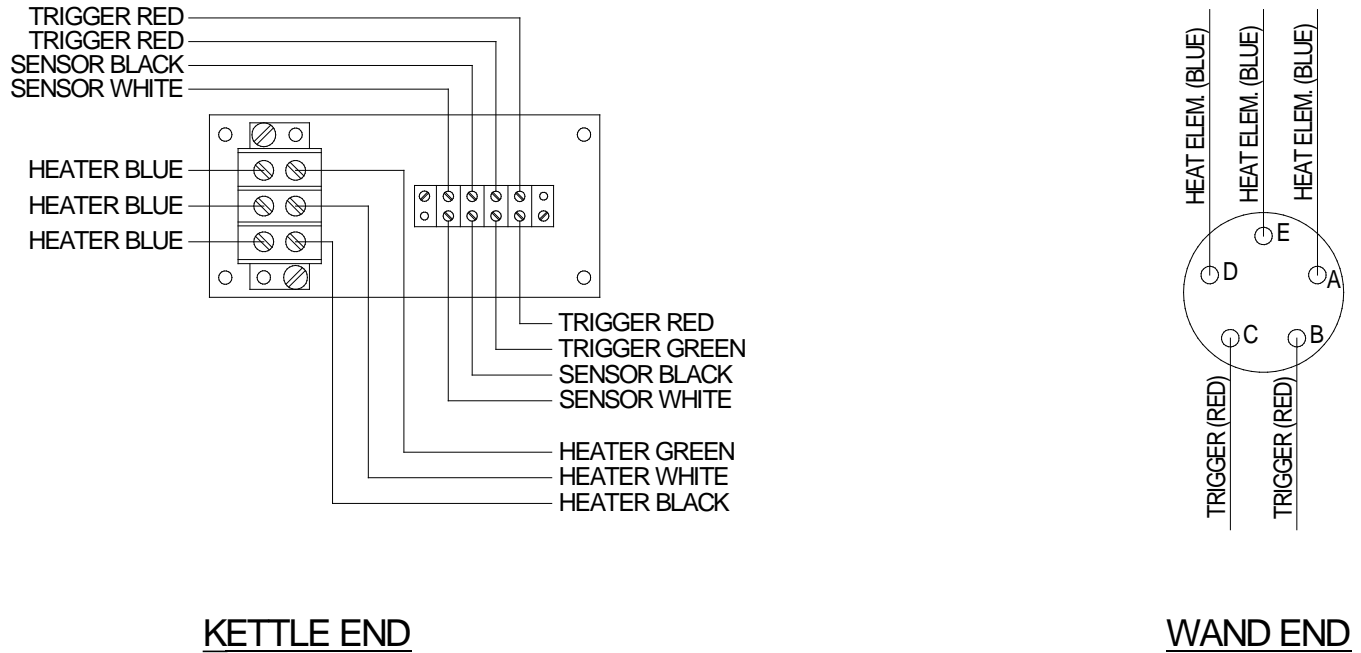 TRIGGER RED
TRIGGER RED
SENSOR BLACK
SENSOR WHITE
HEATER BLUE
HEATER BLUE
HEATER BLUE
TRIGGER RED
TRIGGER GREEN
SENSOR BLACK
SENSOR WHITE
HEATER GREEN
HEATER WHITE
HEATER BLACK
KETTLE END
HEAT ELEM. (BLUE)
HEAT ELEM. (BLUE)
HEAT ELEM. (BLUE)
E
D
A
C
B
TRIGGER (RED)
TRIGGER (RED)
WAND END